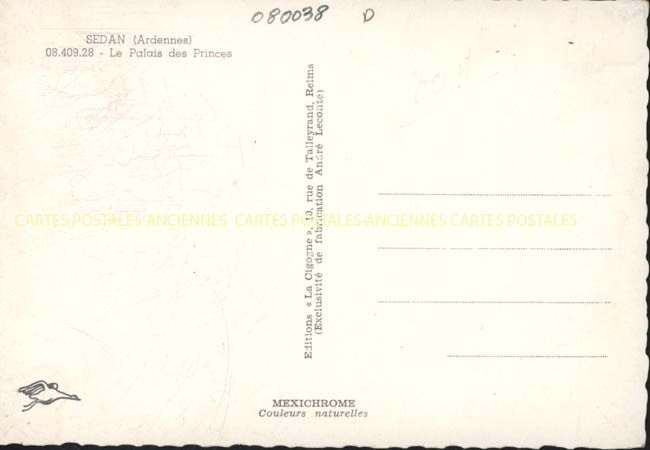 080038 D
SEDAN (Ardennes)
08.409.28 - Le Palais des Princes
Editions « La Cigogne », 10, rue de Talleyrand, Reims
(Exclusivité de fabrication André Leconte)
CARTES POSTALES ANCIENNES CARTES POSTALES ANCIENNES CARTES POSTALES
MEXICHROME
Couleurs naturelles